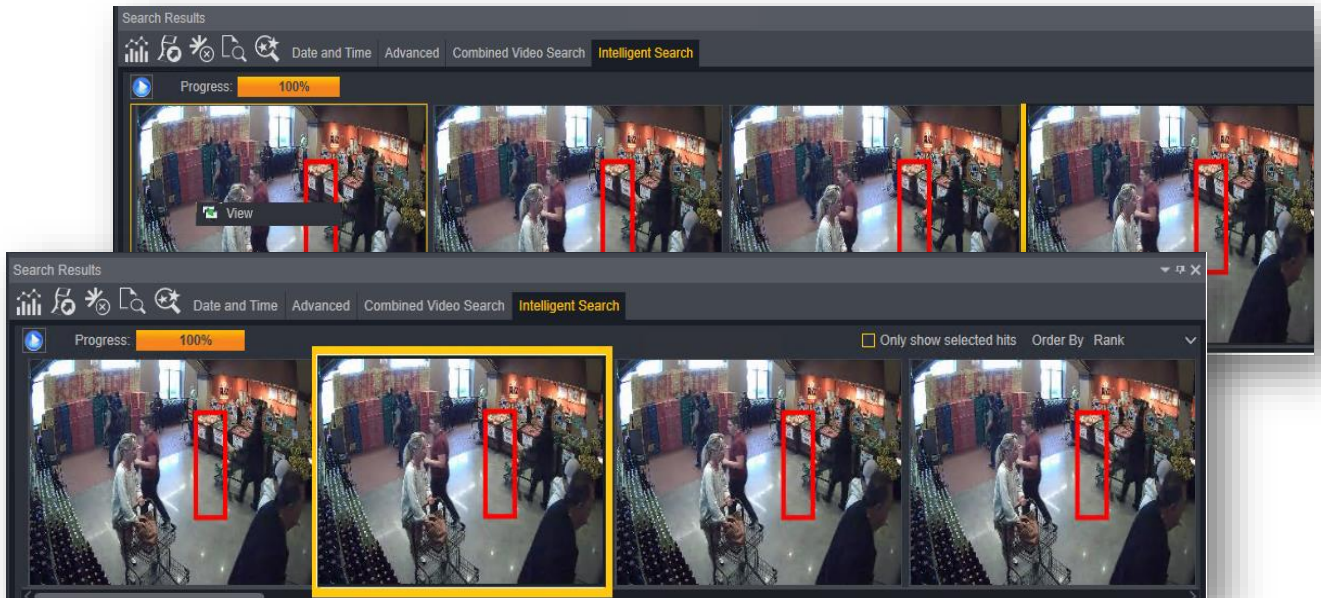 Search Results
Date and Time Advanced Combined Video Search Intelligent Search
Progress: 100%
View
Search Results
Date and Time Advanced Combined Video Search Intelligent Search
Progress: 100% Only show selected hits Order By Rank